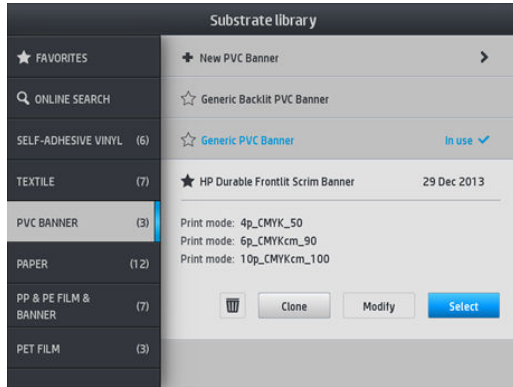 Substrate library
FAVORITES
ONLINE SEARCH
SELF-ADHESIVE VINYL (6)
TEXTILE (7)
PVC BANNER (3)
PAPER (12)
PP & PE FILM &
BANNER (7)
PET FILM (3)
New PVC Banner
Generic Backlit PVC Banner
Generic PVC Banner In use
HP Durable Frontlit Scrim Banner 29 Dec 2013
Print mode: 4p_CMYK_50
Print mode: 6p_CMYKcm_90
Print mode: 10p_CMYKcm_100
Clone Modify Select